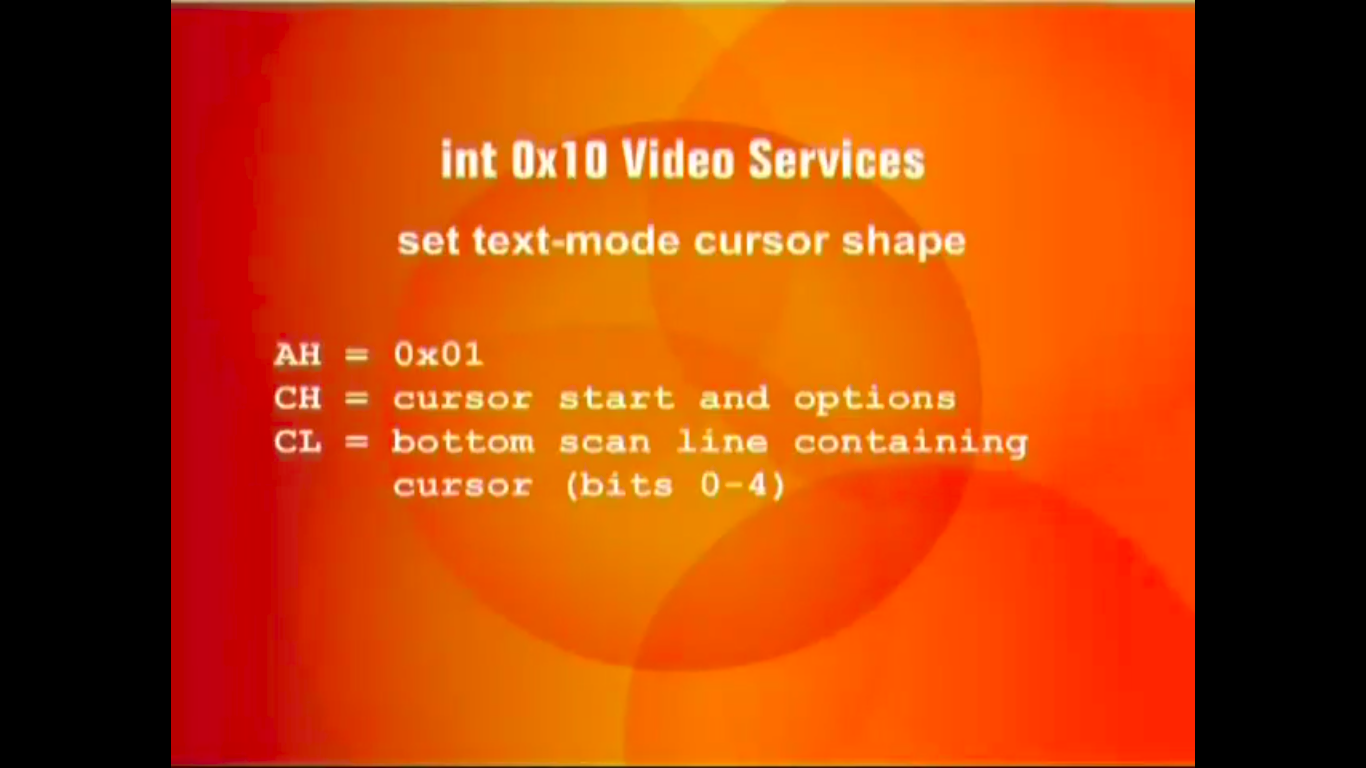 int 0x10 Video Services
set text-mode cursor shape
AH = 0x01
CH = cursor start and options
CL = bottom scan line containing
cursor (bits 0-4)